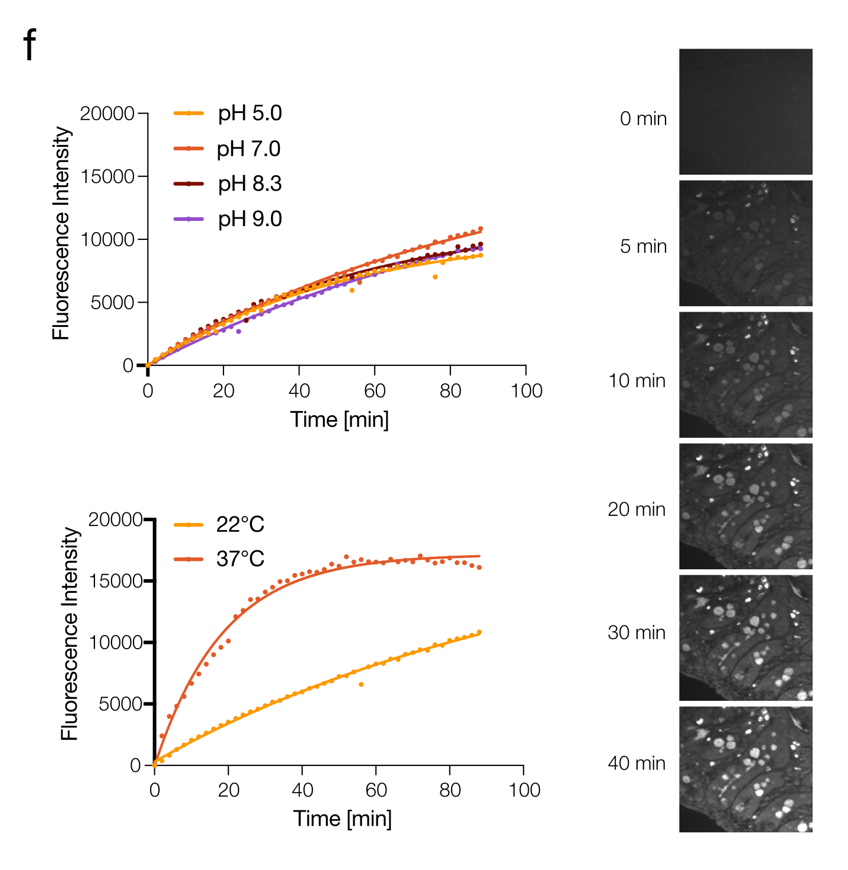 f
20000
15000
10000
5000
0
Fluorescence Intensity
pH 5.0
pH 7.0
pH 8.3
pH 9.0
0 20 40 60 80 100
Time [min]
20000
15000
10000
5000
0
Fluorescence Intensity
22°C
37°C
0 20 40 60 80 100
Time [min]
0 min
5 min
10 min
20 min
30 min
40 min